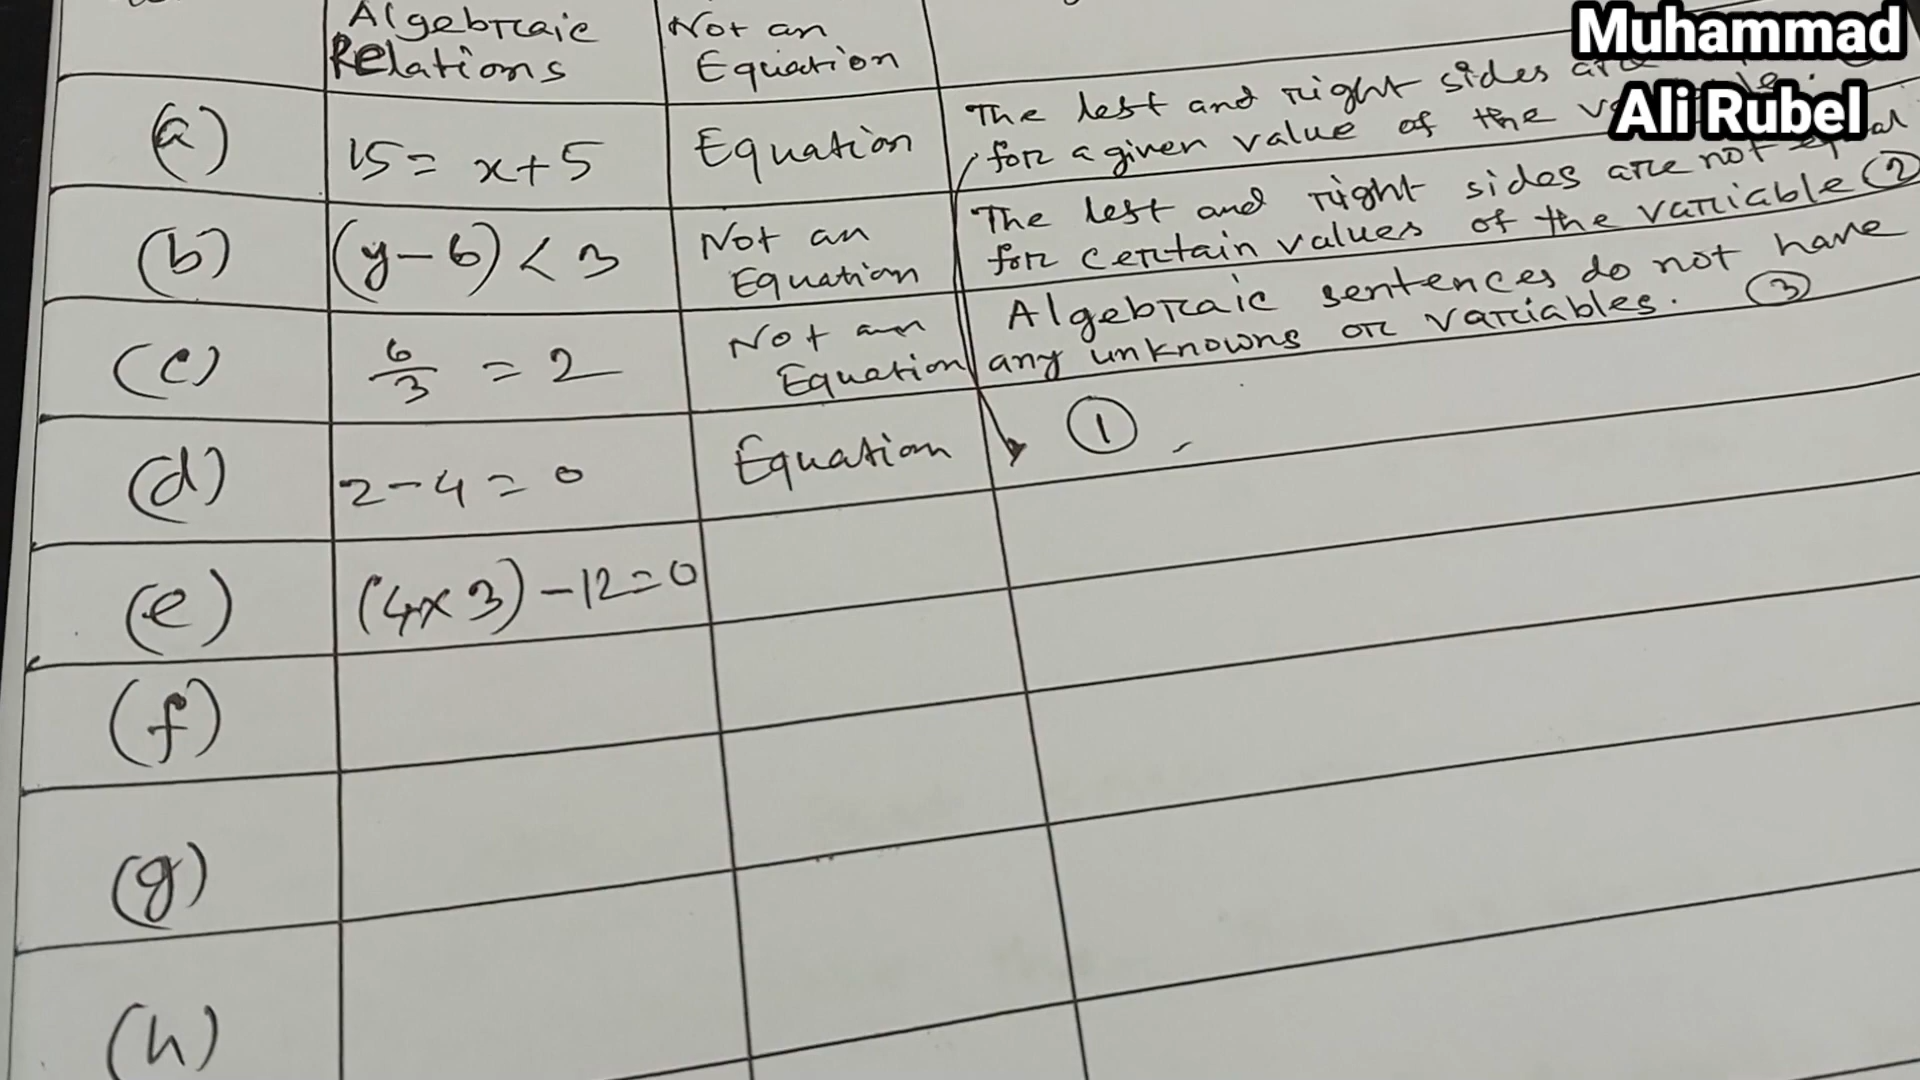 Muhammad
Ali Rubel
Algebraic
Relations
Not an
Equation
(a)
15 = x+5
Equation
The left and right sides are
for a given value of the
(b)
(y-6) < 3
Not an
Equation
The left and right sides are not equal
for certain values of the variable ②
(c)
6/3 = 2
Not an
Equation
Algebraic sentences do not have
any unknowns or variables. ③
(d)
2-4=0
Equation
①
(e)
(4x3)-12=0
(f)
(g)
(h)